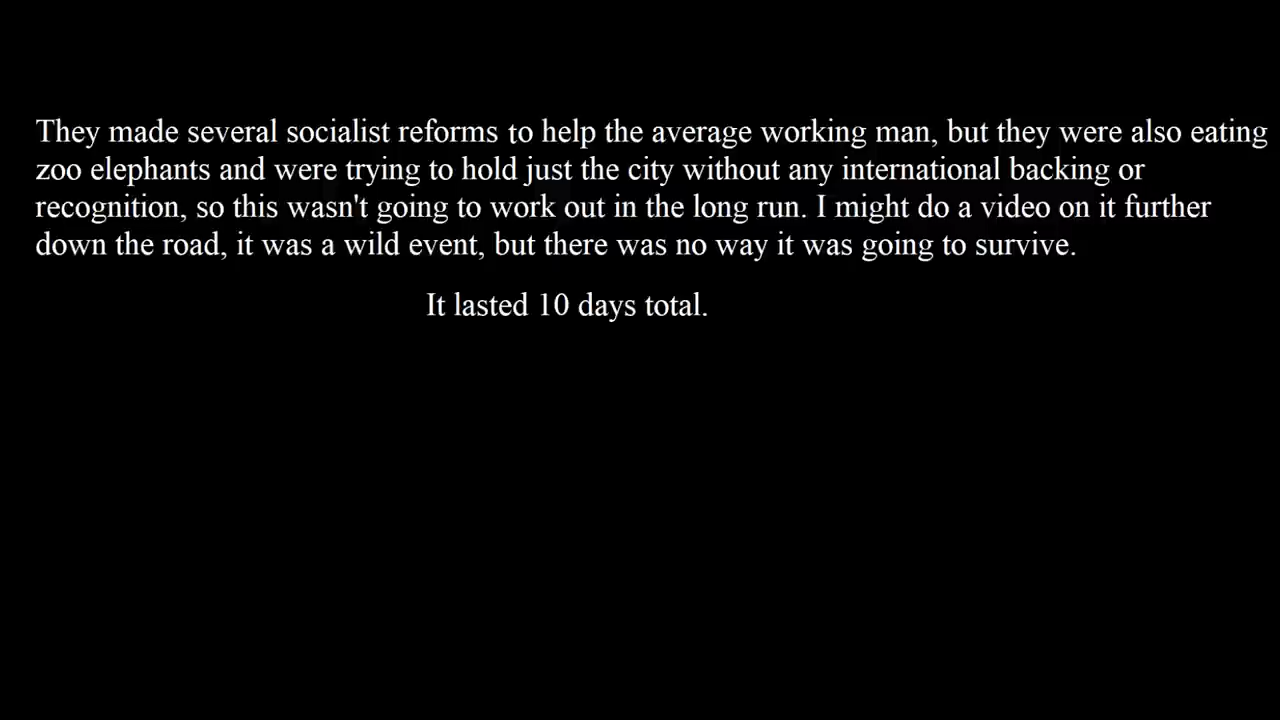 They made several socialist reforms to help the average working man, but they were also eating
zoo elephants and were trying to hold just the city without any international backing or
recognition, so this wasn't going to work out in the long run. I might do a video on it further
down the road, it was a wild event, but there was no way it was going to survive.
It lasted 10 days total.